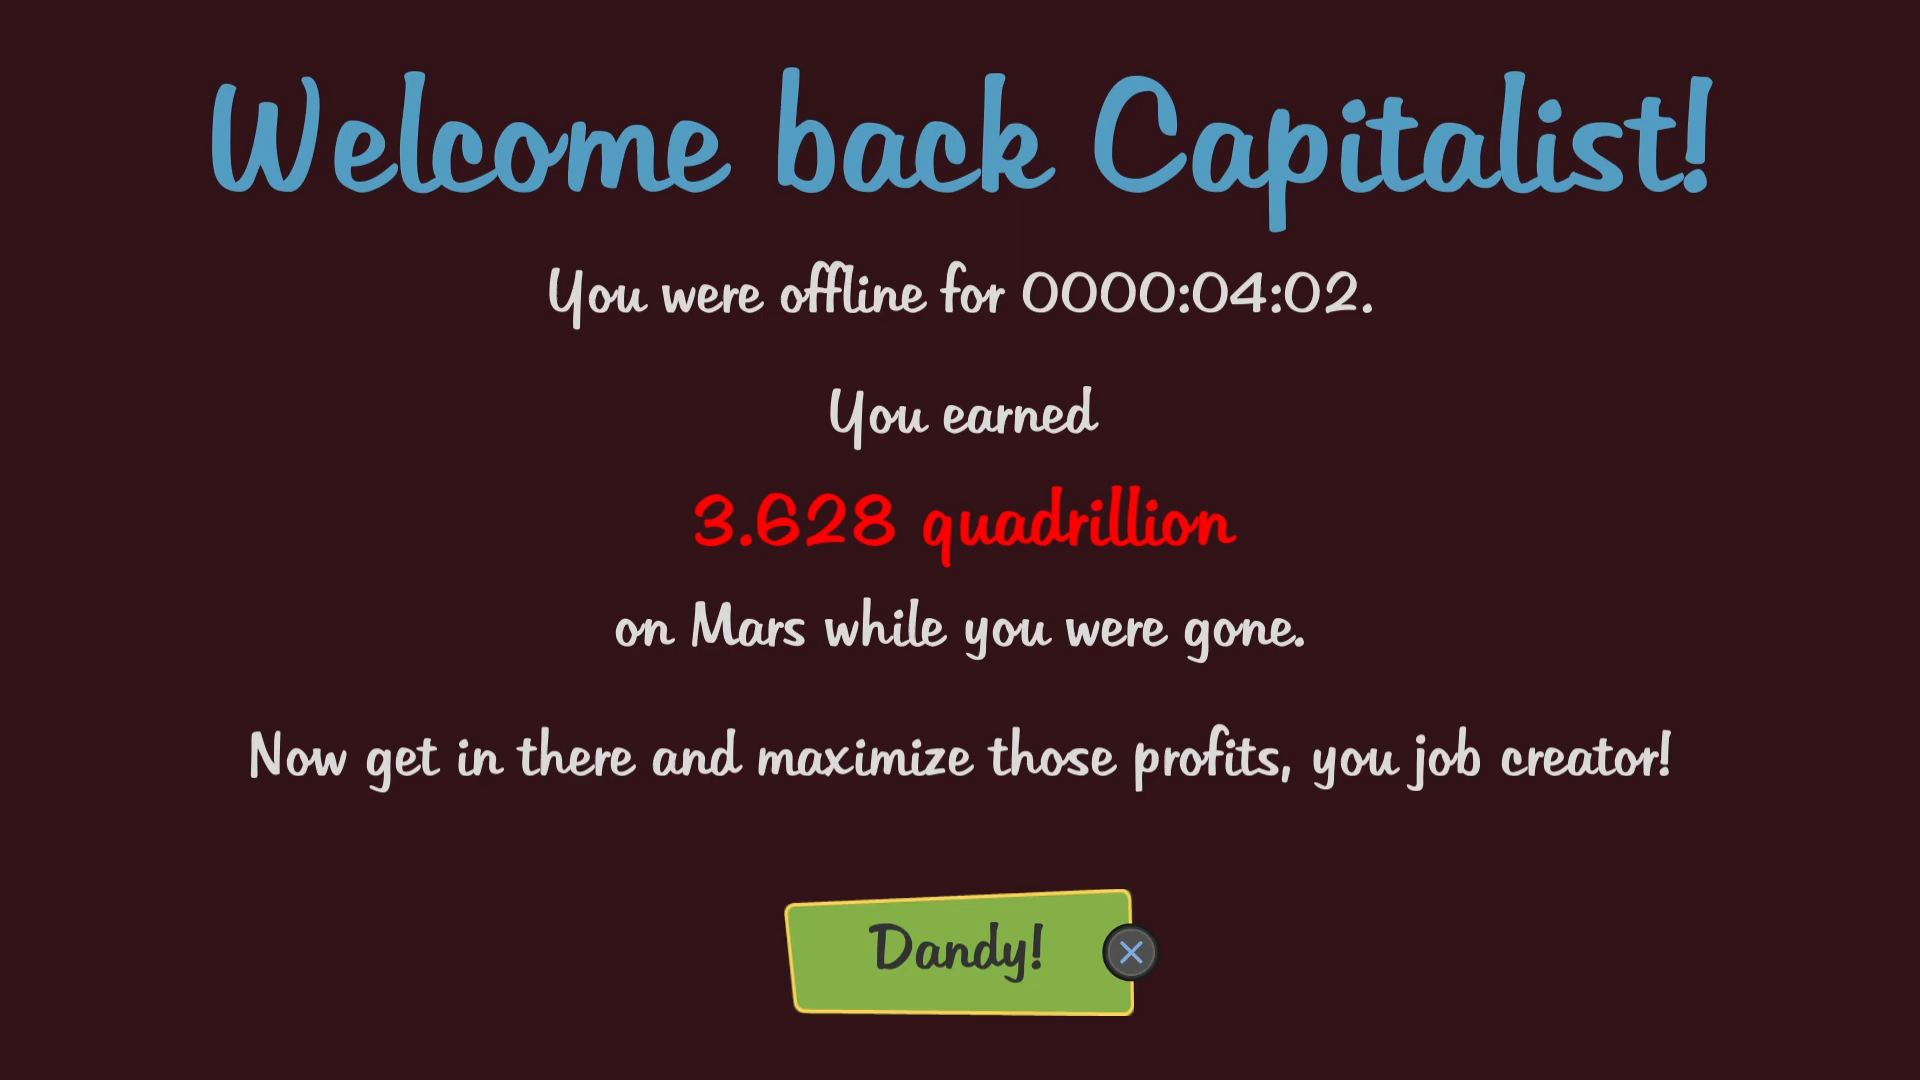 Welcome back Capitalist!
You were offline for 0000:04:02.
You earned
3.628 quadrillion
on Mars while you were gone.
Now get in there and maximize those profits, you job creator!
Dandy!